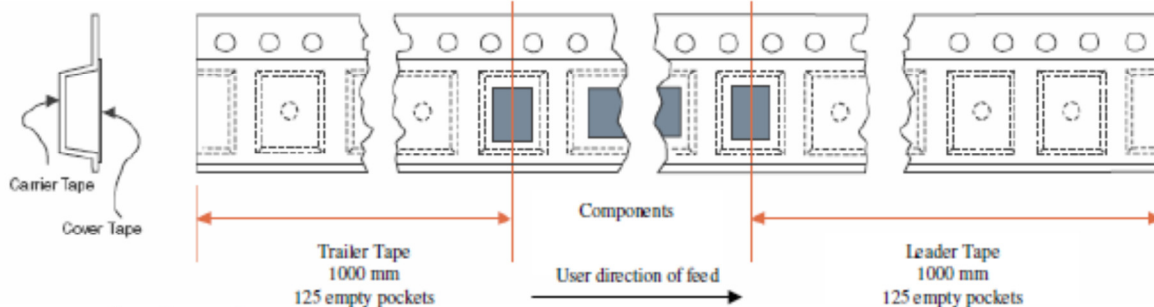 Carrier Tape
Cover Tape
Components
Trailer Tape
1000 mm
125 empty pockets
User direction of feed
Leader Tape
1000 mm
125 empty pockets